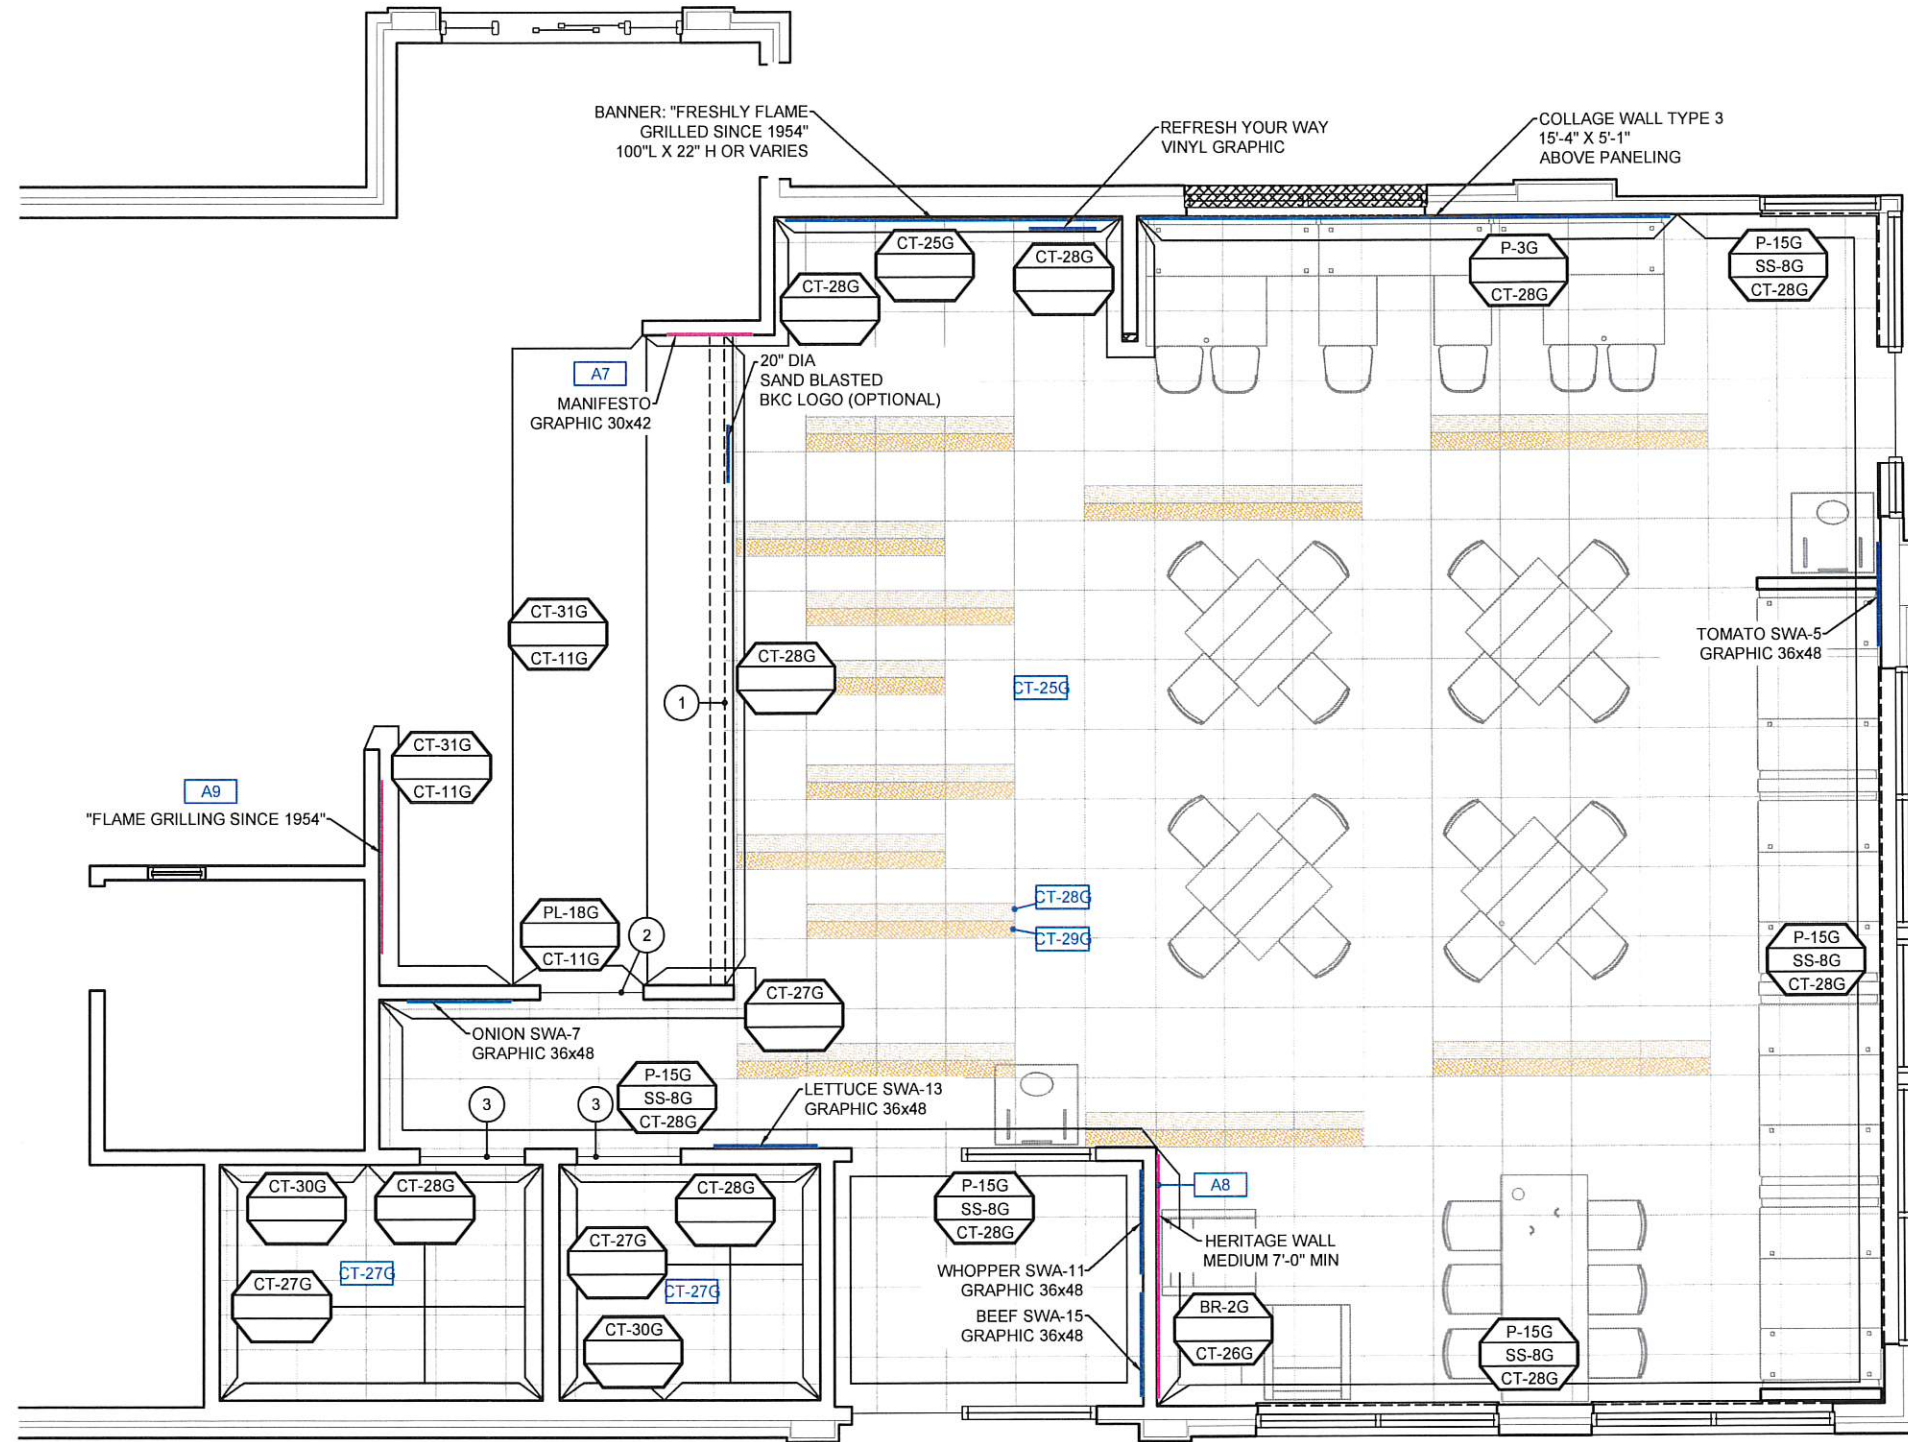 BANNER: "FRESHLY FLAME
GRILLED SINCE 1954"
100"L X 22" H OR VARIES
REFRESH YOUR WAY
VINYL GRAPHIC
COLLAGE WALL TYPE 3
15'-4" X 5'-1"
ABOVE PANELING
CT-25G
CT-28G
CT-28G
P-3G
CT-28G
P-15G
SS-8G
CT-28G
A7
MANIFESTO
GRAPHIC 30x42
20" DIA
SAND BLASTED
BKC LOGO (OPTIONAL)
CT-31G
CT-11G
CT-28G
1
CT-25G
TOMATO SWA-5
GRAPHIC 36x48
CT-31G
CT-11G
A9
"FLAME GRILLING SINCE 1954"
PL-18G
CT-11G
2
CT-28G
CT-29G
P-15G
SS-8G
CT-28G
CT-27G
ONION SWA-7
GRAPHIC 36x48
P-15G
SS-8G
CT-28G
3
3
LETTUCE SWA-13
GRAPHIC 36x48
CT-30G
CT-28G
CT-27G
CT-27G
CT-28G
CT-27G
CT-27G
CT-30G
P-15G
SS-8G
CT-28G
A8
HERITAGE WALL
MEDIUM 7'-0" MIN
WHOPPER SWA-11
GRAPHIC 36x48
BEEF SWA-15
GRAPHIC 36x48
BR-2G
CT-26G
P-15G
SS-8G
CT-28G